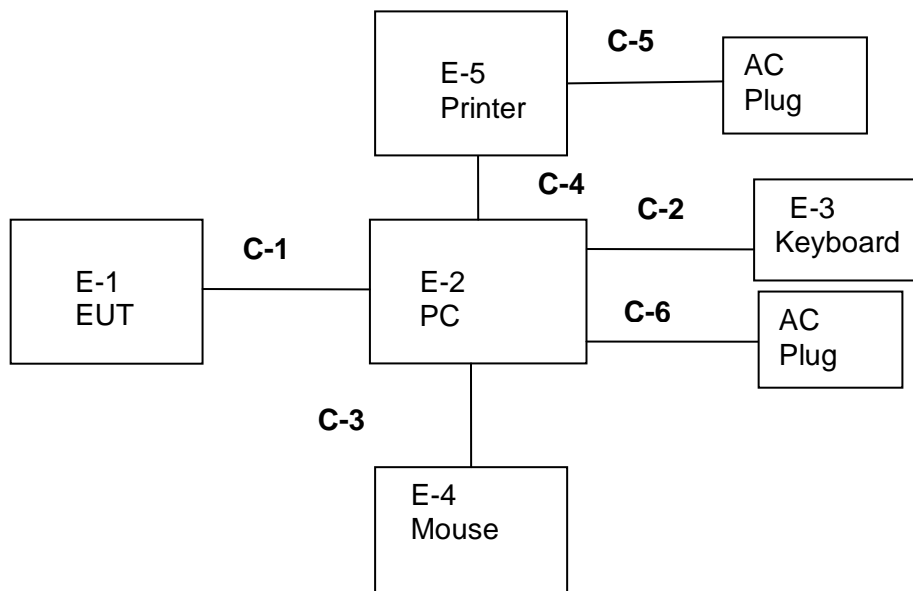 C-5
E-5
Printer
AC
Plug
C-4
C-2
E-3
Keyboard
C-1
E-1
EUT
E-2
PC
C-6
AC
Plug
C-3
E-4
Mouse